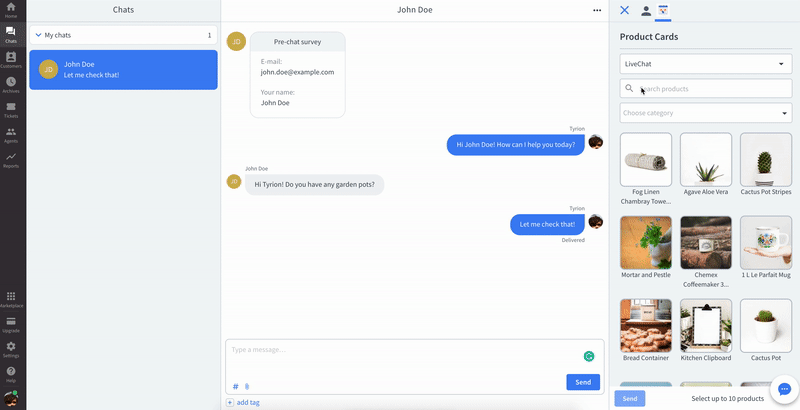 Home
Chats
Customers
Archives
Tickets
Agents
Reports
Marketplace
Upgrade
Settings
Help
Chats
My chats
1
JD
John Doe
Let me check that!
John Doe
JD
Pre-chat survey
E-mail:
john.doe@example.com
Your name:
John Doe
Tyrion
Hi John Doe! How can I help you today?
John Doe
JD
Hi Tyrion! Do you have any garden pots?
Tyrion
Let me check that!
Delivered
Type a message...
#
Send
add tag
Product Cards
LiveChat
Search products
Choose category
Fog Linen
Chambray Towe...
Agave Aloe Vera
Cactus Pot Stripes
Mortar and Pestle
Chemex
Coffeemaker 3...
1 L Le Parfait Mug
BREAD
Bread Container
Kitchen Clipboard
Cactus Pot
Send
Select up to 10 products